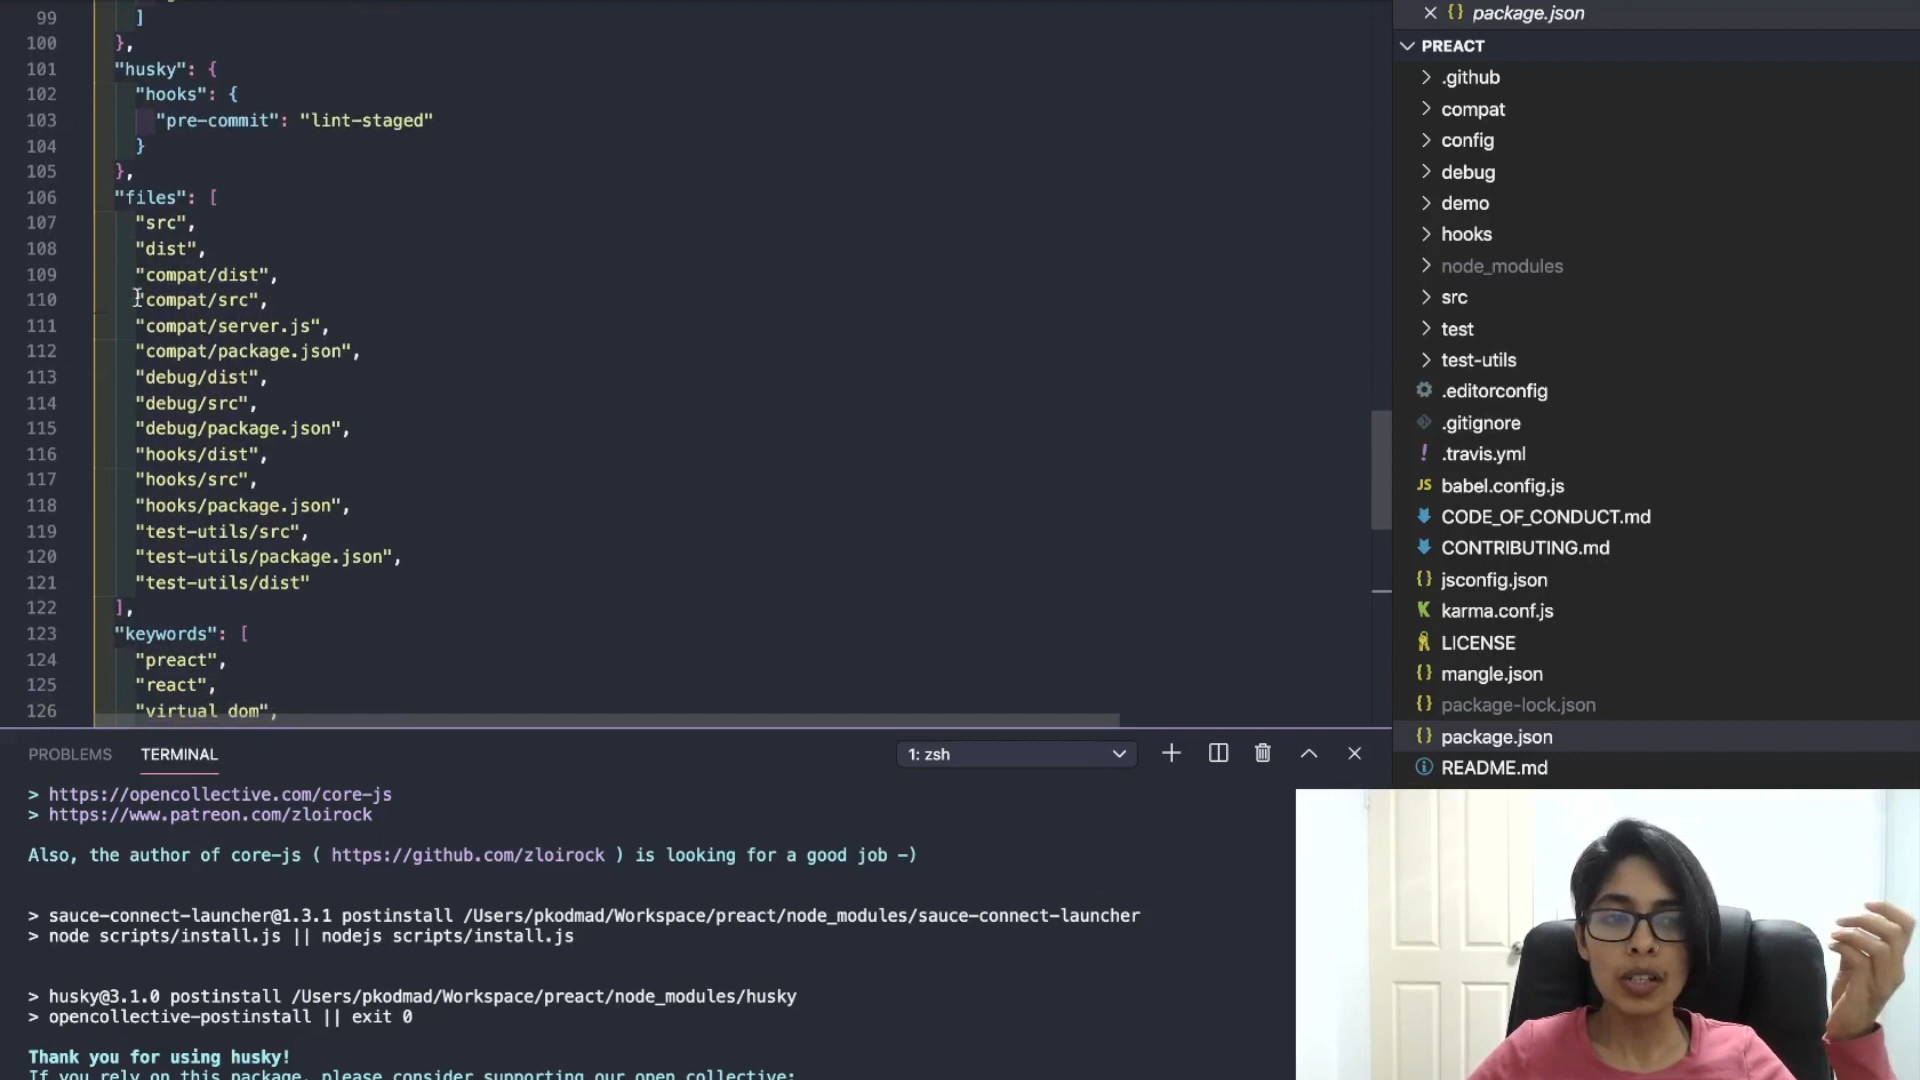 99 ]
100 },
101 "husky": {
102 "hooks": {
103 "pre-commit": "lint-staged"
104 }
105 },
106 "files": [
107 "src",
108 "dist",
109 "compat/dist",
110 "compat/src",
111 "compat/server.js",
112 "compat/package.json",
113 "debug/dist",
114 "debug/src",
115 "debug/package.json",
116 "hooks/dist",
117 "hooks/src",
118 "hooks/package.json",
119 "test-utils/src",
120 "test-utils/package.json",
121 "test-utils/dist"
122 ],
123 "keywords": [
124 "preact",
125 "react",
126 "virtual dom",
{} package.json
PREACT
.github
compat
config
debug
demo
hooks
node_modules
src
test
test-utils
.editorconfig
.gitignore
! .travis.yml
JS babel.config.js
CODE_OF_CONDUCT.md
CONTRIBUTING.md
{} jsconfig.json
K karma.conf.js
LICENSE
{} mangle.json
{} package-lock.json
{} package.json
README.md
PROBLEMS TERMINAL 1: zsh
> https://opencollective.com/core-js
> https://www.patreon.com/zloirock
Also, the author of core-js ( https://github.com/zloirock ) is looking for a good job -)
> sauce-connect-launcher@1.3.1 postinstall /Users/pkodmad/Workspace/preact/node_modules/sauce-connect-launcher
> node scripts/install.js || nodejs scripts/install.js
> husky@3.1.0 postinstall /Users/pkodmad/Workspace/preact/node_modules/husky
> opencollective-postinstall || exit 0
Thank you for using husky!
If you rely on this package, please consider supporting our open collective: